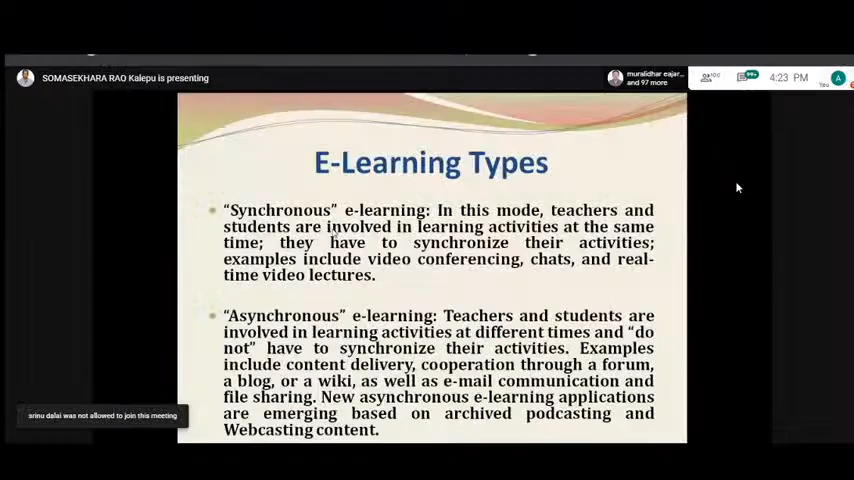 SOMASEKHARA RAO Kalepu is presenting
muralidhar eajar...
and 97 more
100
99+
4:23 PM
You
A
E-Learning Types
“Synchronous” e-learning: In this mode, teachers and
students are involved in learning activities at the same
time; they have to synchronize their activities;
examples include video conferencing, chats, and real-
time video lectures.
“Asynchronous” e-learning: Teachers and students are
involved in learning activities at different times and “do
not” have to synchronize their activities. Examples
include content delivery, cooperation through a forum,
a blog, or a wiki, as well as e-mail communication and
file sharing. New asynchronous e-learning applications
are emerging based on archived podcasting and
Webcasting content.
srinu dalai was not allowed to join this meeting